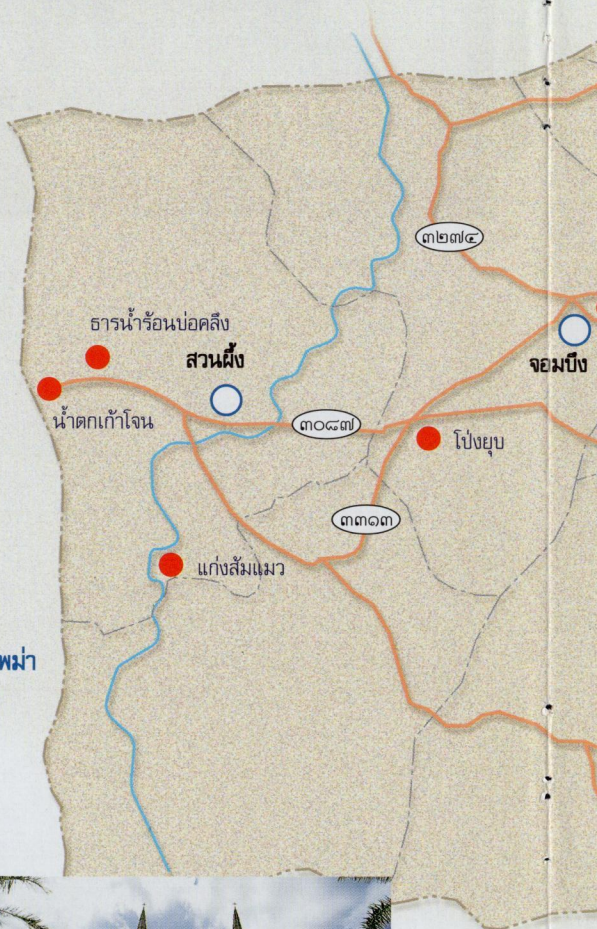 ๓๒๗๔
ธารน้ำร้อนบ่อคลึง
สวนผึ้ง
จอมบึง
น้ำตกเก้าโจน
๓๐๘๗
โป่งยุบ
๓๓๑๓
แก่งส้มแมว
พม่า